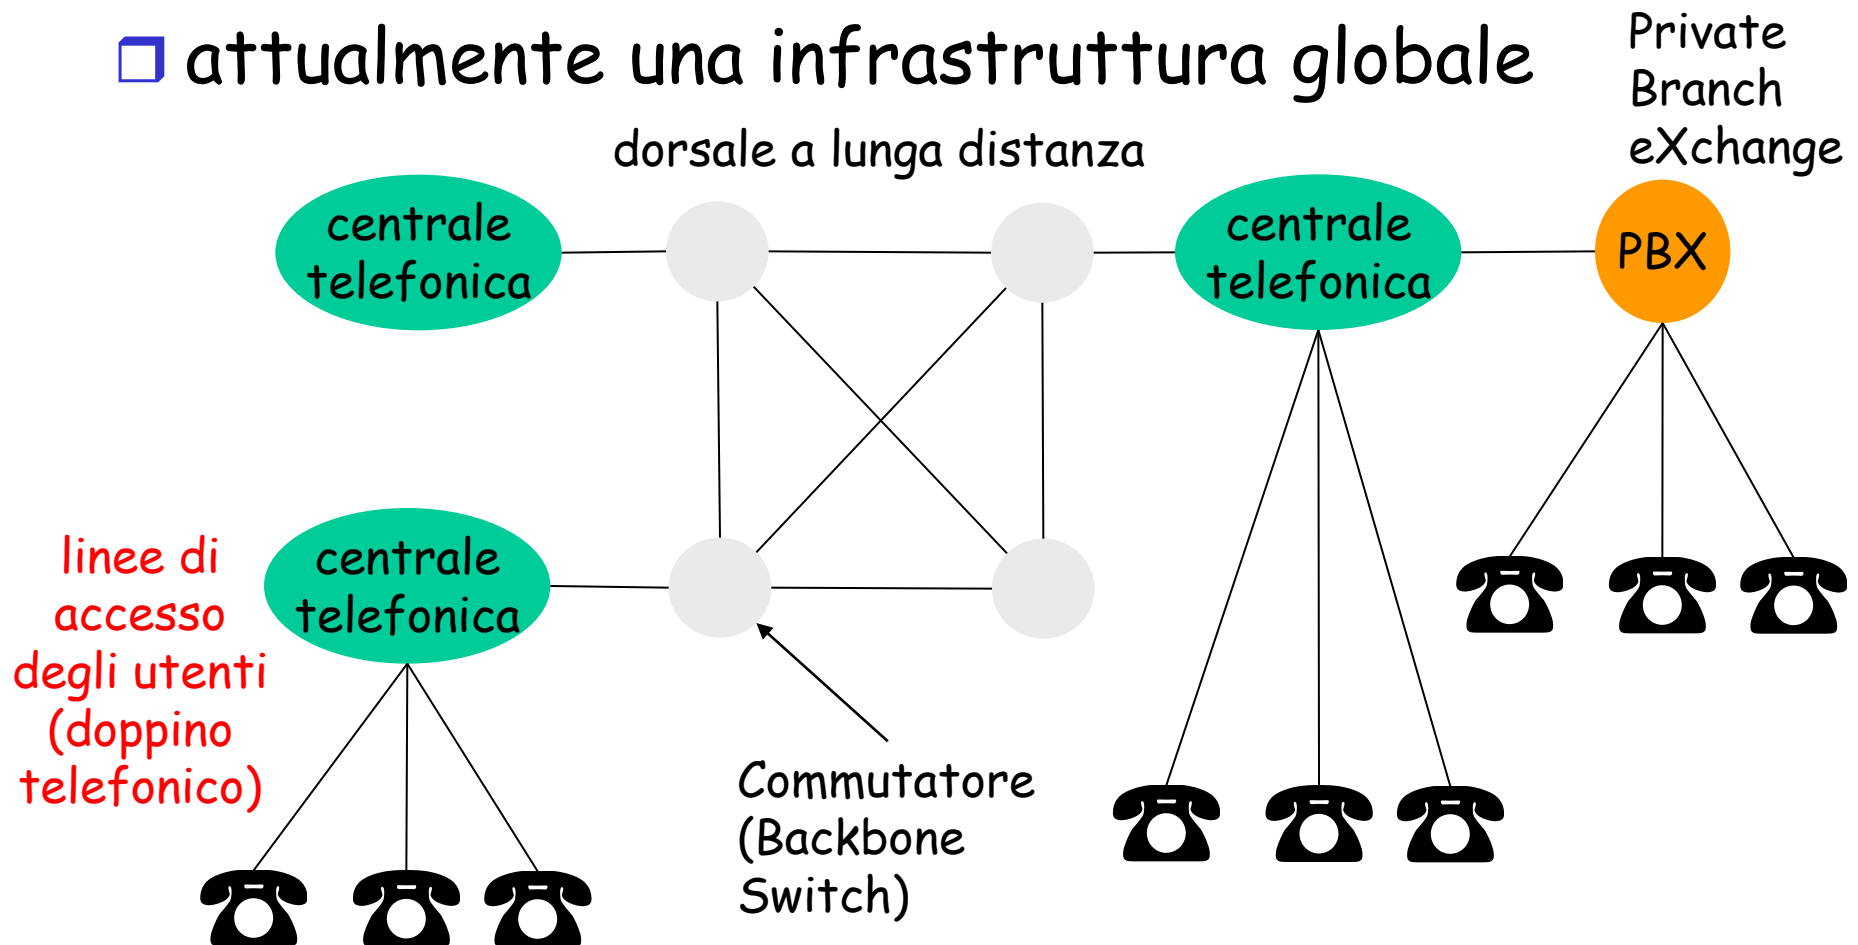 attualmente una infrastruttura globale
Private
Branch
eXchange
dorsale a lunga distanza
centrale
telefonica
centrale
telefonica
PBX
linee di
accesso
degli utenti
(doppino
telefonico)
centrale
telefonica
Commutatore
(Backbone
Switch)